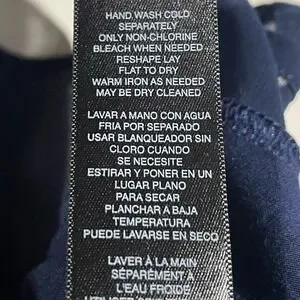 HAND WASH COLD
SEPARATELY
ONLY NON-CHLORINE
BLEACH WHEN NEEDED
RESHAPE LAY
FLAT TO DRY
WARM IRON AS NEEDED
MAY BE DRY CLEANED
LAVAR A MANO CON AGUA
FRIA POR SEPARADO
USAR BLANQUEADOR SIN
CLORO CUANDO
SE NECESITE
ESTIRAR Y PONER EN UN
LUGAR PLANO
PARA SECAR
PLANCHAR A BAJA
TEMPERATURA
PUEDE LAVARSE EN SECO
LAVER À LA MAIN
SÉPARÉMENT À
L'EAU FROIDE